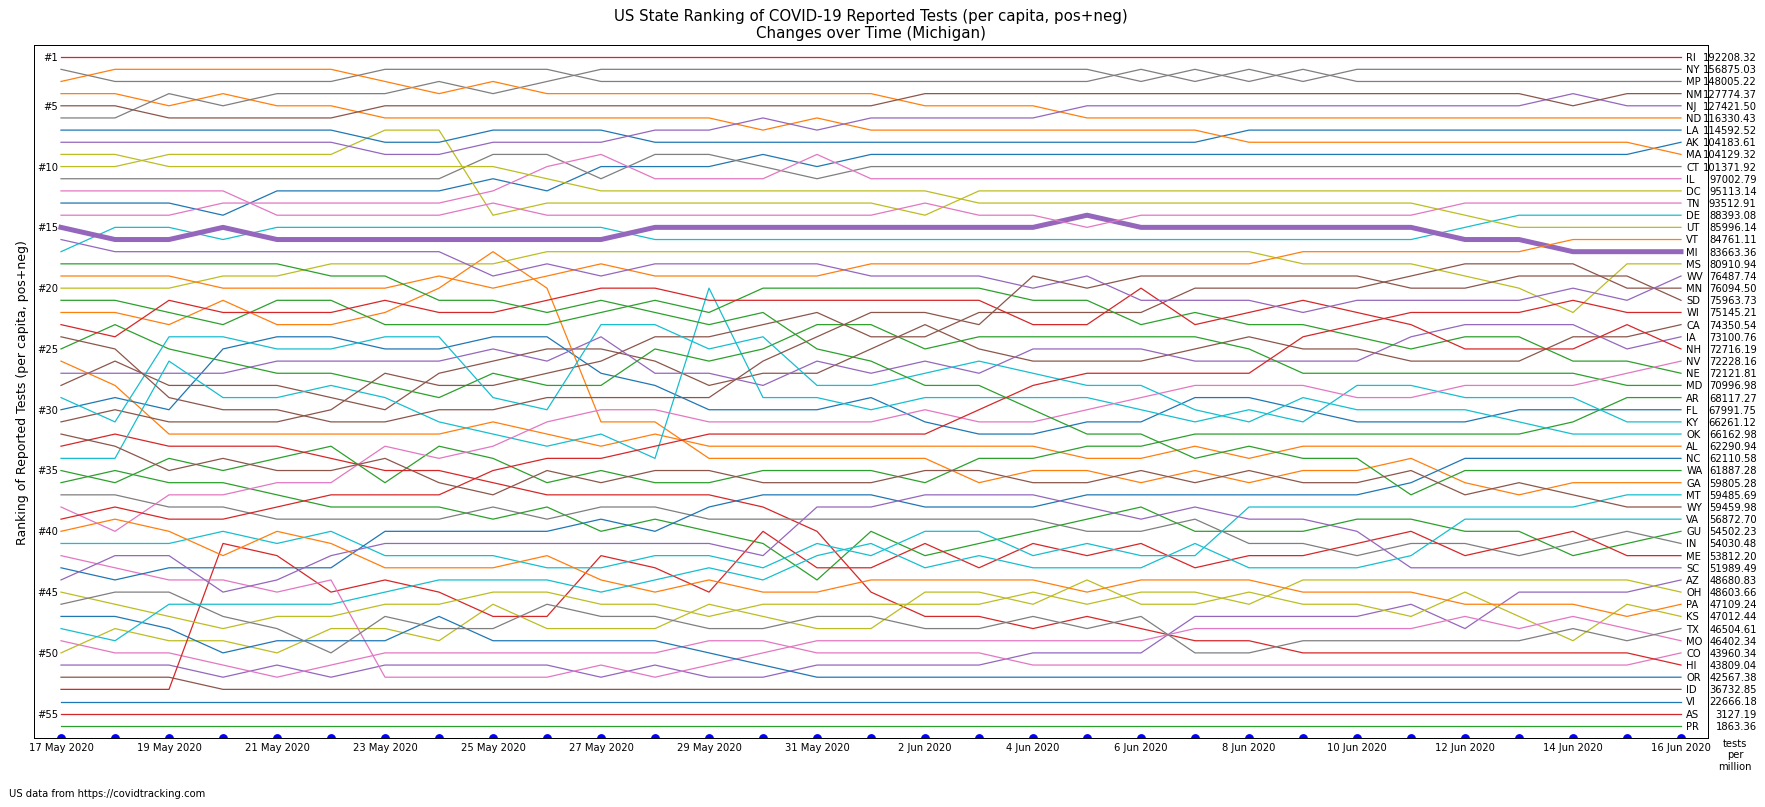 US State Ranking of COVID-19 Reported Tests (per capita, pos+neg)
Changes over Time (Michigan)
Ranking of Reported Tests (per capita, pos+neg)
#1
#5
#10
#15
#20
#25
#30
#35
#40
#45
#50
#55
RI 192208.32
NY 156875.03
MP 148005.22
NM 127774.37
NJ 127421.50
ND 116330.43
LA 114592.52
AK 104183.61
MA 104129.32
CT 101371.92
IL 97002.79
DC 95113.14
TN 93512.91
DE 88393.08
UT 85996.14
VT 84761.11
MI 83663.36
MS 80910.94
WV 76487.74
MN 76094.50
SD 75963.73
WI 75145.21
CA 74350.54
IA 73100.76
NH 72716.19
NV 72228.16
NE 72121.81
MD 70996.98
AR 68117.27
FL 67991.75
KY 66261.12
OK 66162.98
AL 62290.94
NC 62110.58
WA 61887.28
GA 59805.28
MT 59485.69
WY 59459.98
VA 56872.70
GU 54502.23
IN 54030.48
ME 53812.20
SC 51989.49
AZ 48680.83
OH 48603.66
PA 47109.24
KS 47012.44
TX 46504.61
MO 46402.34
CO 43960.34
HI 43809.04
OR 42567.38
ID 36732.85
VI 22666.18
AS 3127.19
PR 1863.36
17 May 2020 19 May 2020 21 May 2020 23 May 2020 25 May 2020 27 May 2020 29 May 2020 31 May 2020 2 Jun 2020 4 Jun 2020 6 Jun 2020 8 Jun 2020 10 Jun 2020 12 Jun 2020 14 Jun 2020 16 Jun 2020
tests
per
million
US data from https://covidtracking.com